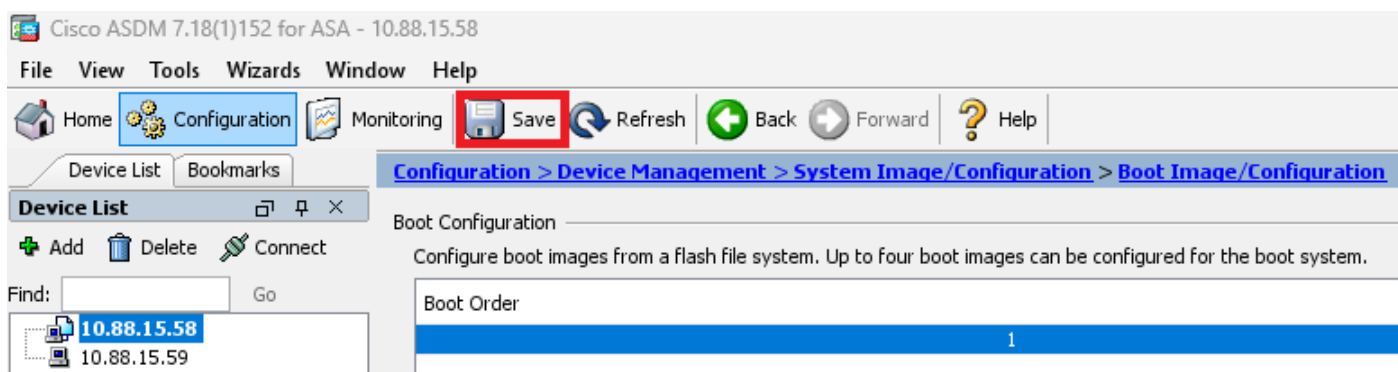 Cisco ASDM 7.18(1)152 for ASA - 10.88.15.58
File View Tools Wizards Window Help
Home Configuration Monitoring Save Refresh Back Forward Help
Device List Bookmarks
Configuration > Device Management > System Image/Configuration > Boot Image/Configuration
Device List
Boot Configuration
Add Delete Connect
Configure boot images from a flash file system. Up to four boot images can be configured for the boot system.
Find: Go
Boot Order
10.88.15.58
1
10.88.15.59